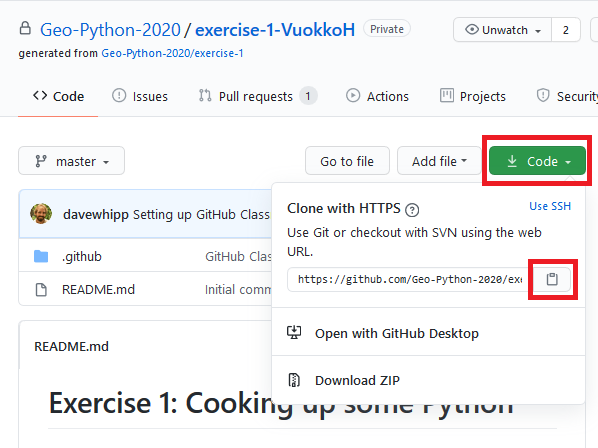 Geo-Python-2020 / exercise-1-VuokkoH Private
Unwatch 2
generated from Geo-Python-2020/exercise-1
Code Issues Pull requests 1 Actions Projects Security
master Go to file Add file Code
davewhipp Setting up GitHub Class
Clone with HTTPS ? Use SSH
Use Git or checkout with SVN using the web
URL.
.github GitHub Class
https://github.com/Geo-Python-2020/exe
README.md Initial comm
Open with GitHub Desktop
README.md
Download ZIP
Exercise 1: Cooking up some Python